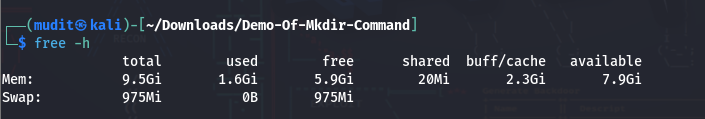 (mudit㉿kali)-[~/Downloads/Demo-Of-Mkdir-Command]
$ free -h
total used free shared buff/cache available
Mem: 9.5Gi 1.6Gi 5.9Gi 20Mi 2.3Gi 7.9Gi
Swap: 975Mi 0B 975Mi